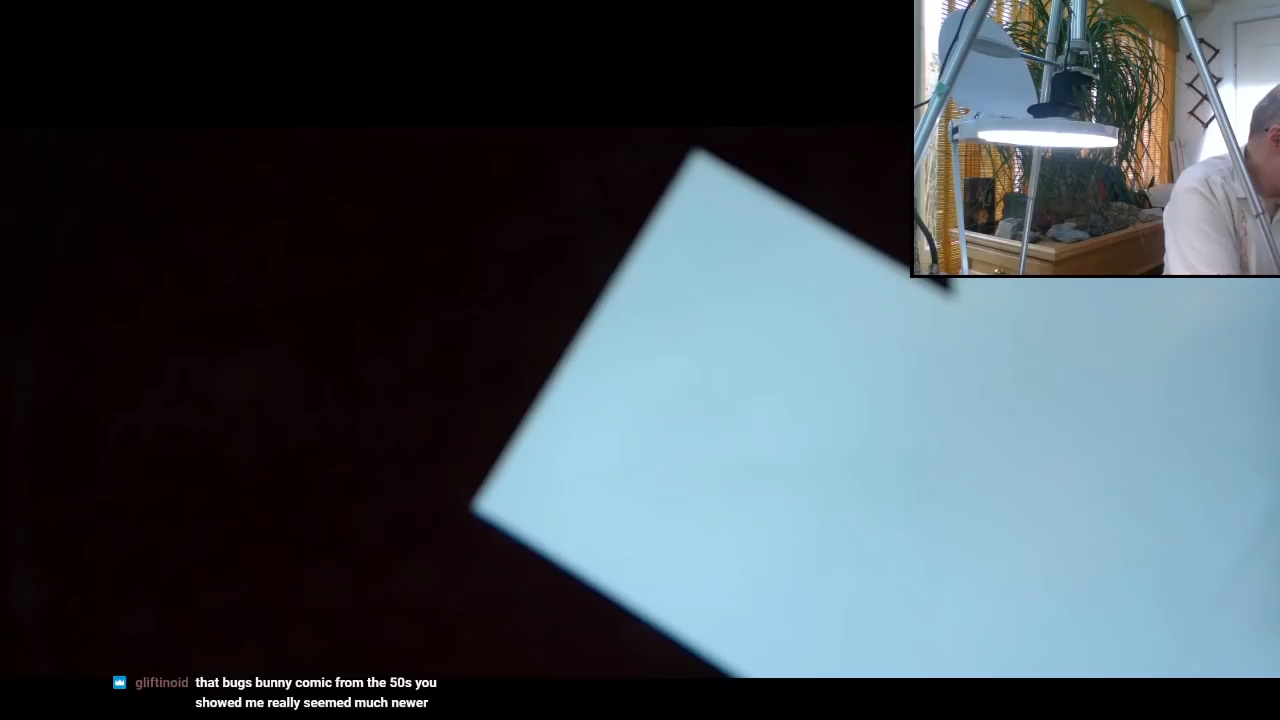 gliftinoid that bugs bunny comic from the 50s you
showed me really seemed much newer